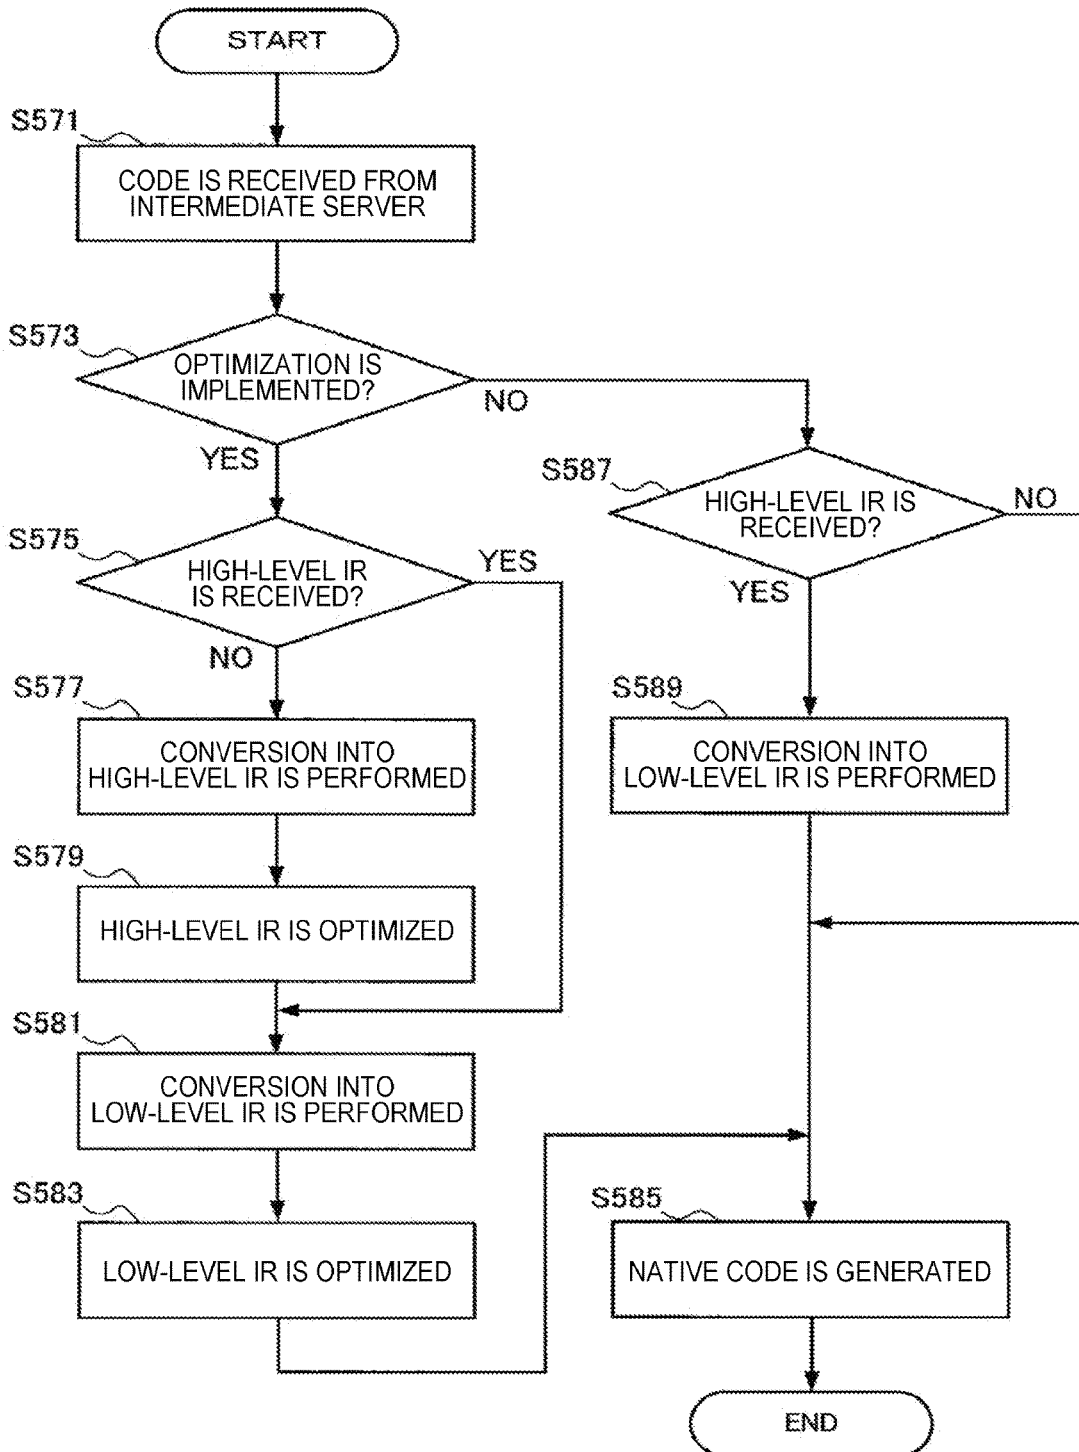 START
S571
CODE IS RECEIVED FROM
INTERMEDIATE SERVER
S573
OPTIMIZATION IS
IMPLEMENTED?
NO
YES
S587
HIGH-LEVEL IR IS
RECEIVED?
NO
YES
S575
HIGH-LEVEL IR
IS RECEIVED?
YES
NO
S577
CONVERSION INTO
HIGH-LEVEL IR IS PERFORMED
S589
CONVERSION INTO
LOW-LEVEL IR IS PERFORMED
S579
HIGH-LEVEL IR IS OPTIMIZED
S581
CONVERSION INTO
LOW-LEVEL IR IS PERFORMED
S583
LOW-LEVEL IR IS OPTIMIZED
S585
NATIVE CODE IS GENERATED
END